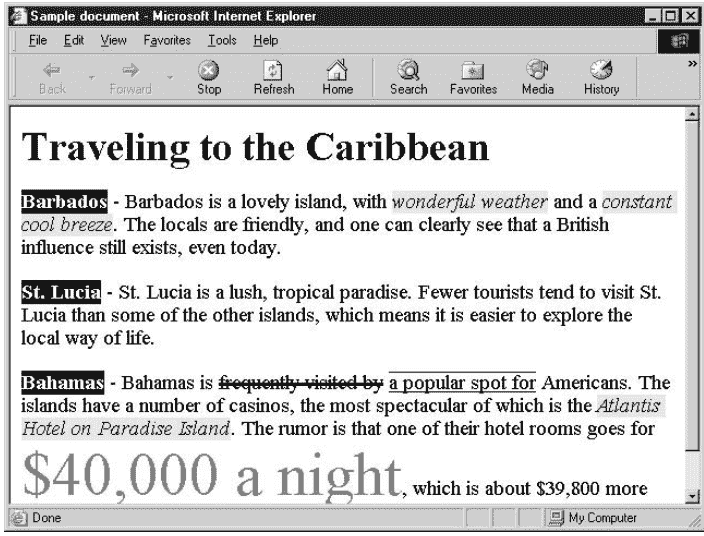 Sample document - Microsoft Internet Explorer
File Edit View Favorites Tools Help
Back Forward Stop Refresh Home Search Favorites Media History »
Traveling to the Caribbean
Barbados - Barbados is a lovely island, with wonderful weather and a constant
cool breeze. The locals are friendly, and one can clearly see that a British
influence still exists, even today.
St. Lucia - St. Lucia is a lush, tropical paradise. Fewer tourists tend to visit St.
Lucia than some of the other islands, which means it is easier to explore the
local way of life.
Bahamas - Bahamas is frequently visited by a popular spot for Americans. The
islands have a number of casinos, the most spectacular of which is the Atlantis
Hotel on Paradise Island. The rumor is that one of their hotel rooms goes for
$40,000 a night, which is about $39,800 more
Done My Computer